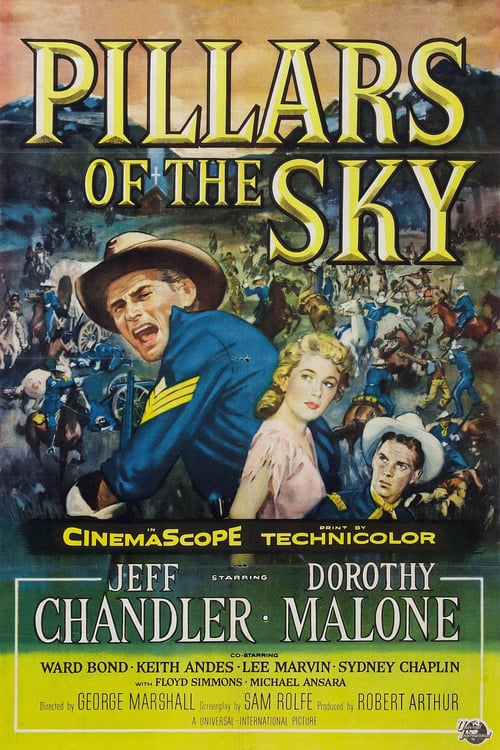 PILLARS
OF THE
SKY
IN
CINEMASCOPE
PRINT BY
TECHNICOLOR
JEFF
CHANDLER
STARRING
·
DOROTHY
MALONE
CO-STARRING
WARD BOND · KEITH ANDES · LEE MARVIN · SYDNEY CHAPLIN
WITH FLOYD SIMMONS · MICHAEL ANSARA
Directed by GEORGE MARSHALL Screenplay by SAM ROLFE Produced by ROBERT ARTHUR
A UNIVERSAL-INTERNATIONAL PICTURE
Universal
International